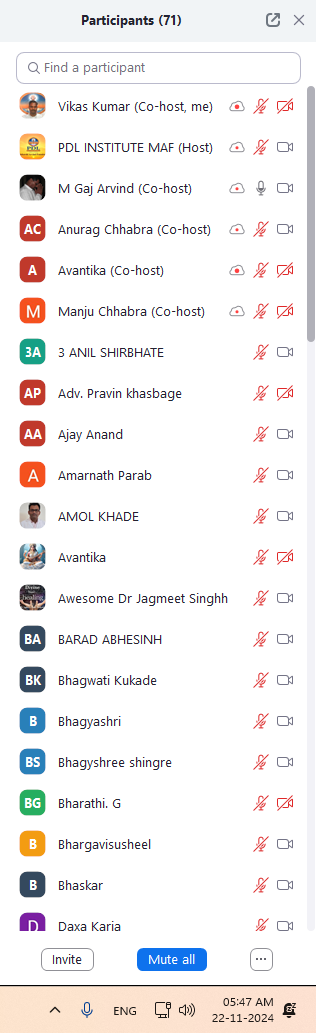 Participants (71)
Find a participant
Vikas Kumar (Co-host, me)
PDL INSTITUTE MAF (Host)
M Gaj Arvind (Co-host)
AC Anurag Chhabra (Co-host)
A Avantika (Co-host)
M Manju Chhabra (Co-host)
3A 3 ANIL SHIRBHATE
AP Adv. Pravin khasbage
AA Ajay Anand
A Amarnath Parab
AMOL KHADE
Avantika
Awesome Dr Jagmeet Singhh
BA BARAD ABHESINH
BK Bhagwati Kukade
B Bhagyashri
BS Bhagyshree shingre
BG Bharathi. G
B Bhargavisusheel
B Bhaskar
D Daxa Karia
Invite Mute all ...
ENG 05:47 AM
22-11-2024